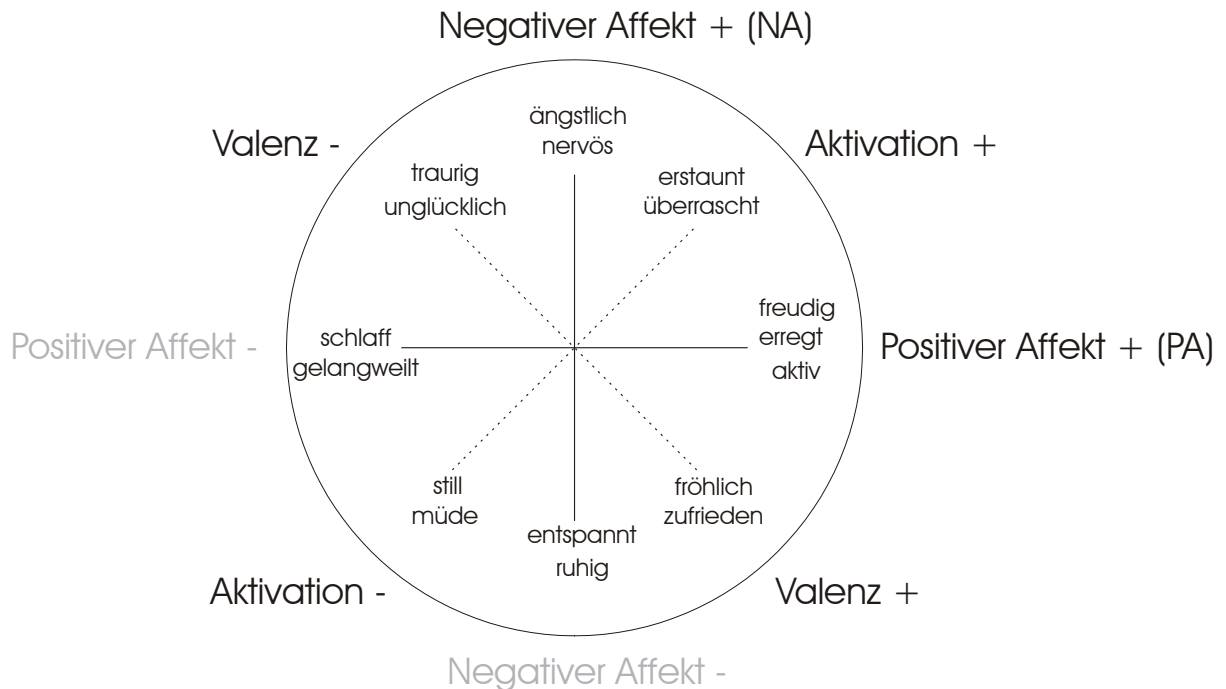 Negativer Affekt + (NA)
Valenz -
Aktivation +
ängstlich
nervös
traurig
unglücklich
erstaunt
überrascht
Positiver Affekt -
schlaff
gelangweilt
freudig
erregt
aktiv
Positiver Affekt + (PA)
still
müde
entspannt
ruhig
fröhlich
zufrieden
Aktivation -
Valenz +
Negativer Affekt -